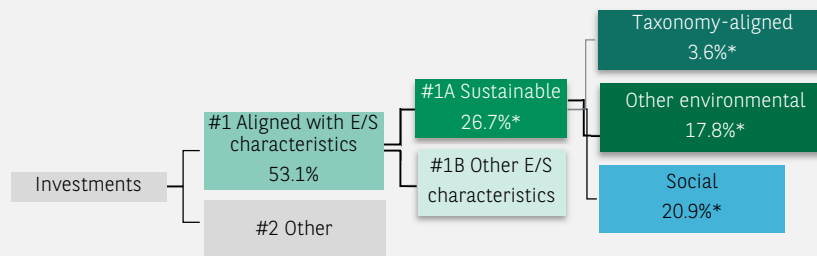 Investments
#1 Aligned with E/S
characteristics
53.1%
#2 Other
#1A Sustainable
26.7%*
#1B Other E/S
characteristics
Taxonomy-aligned
3.6%*
Other environmental
17.8%*
Social
20.9%*